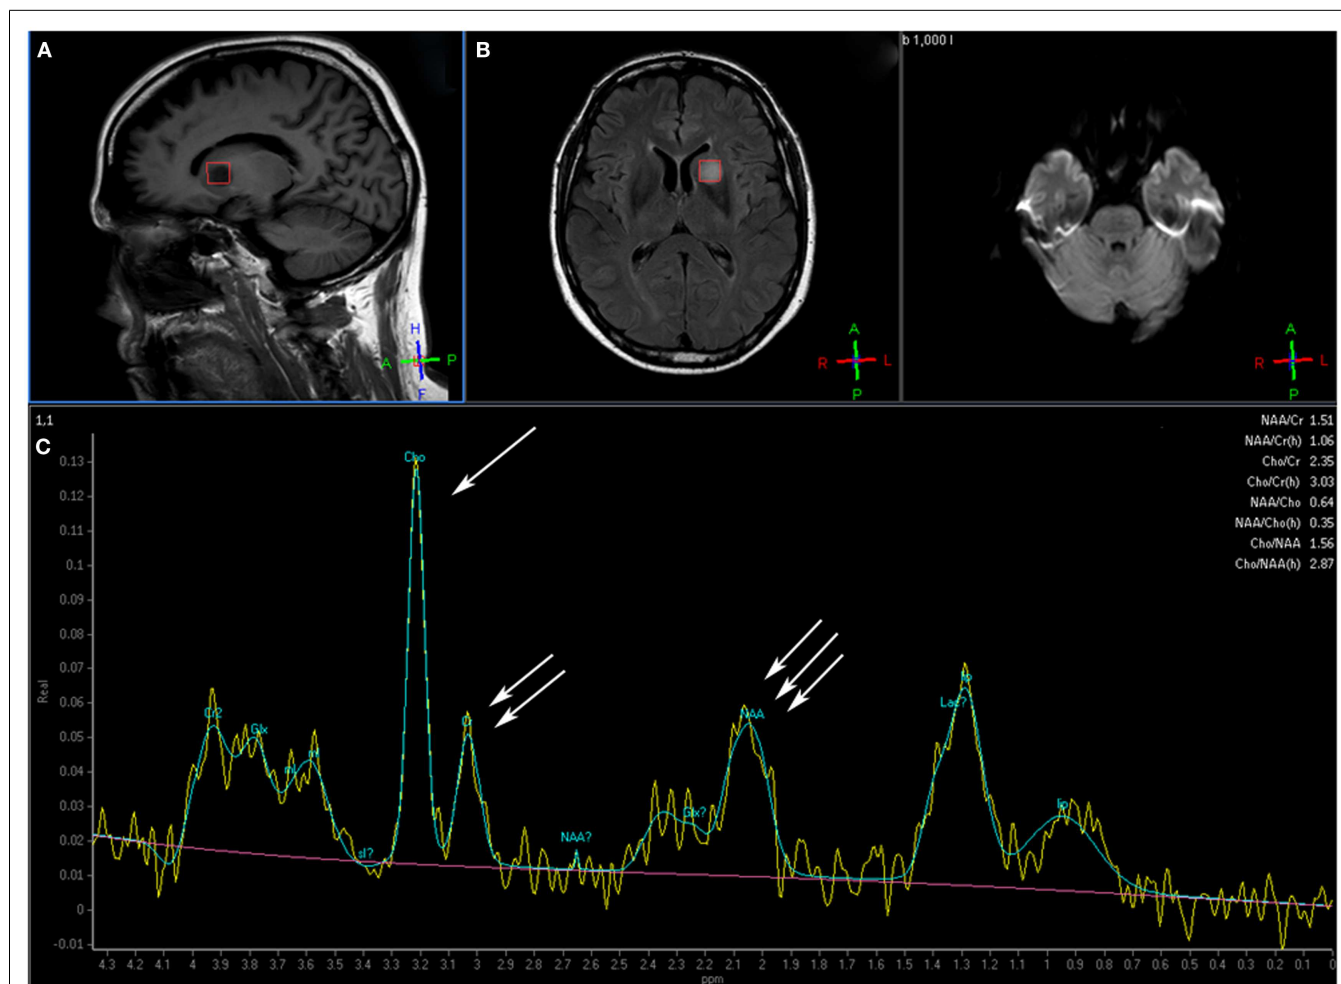 A
B
b 1,000 I
H
A
P
F
A
R
L
P
A
R
L
P
1,1
C
NAA/Cr 1.51
NAA/Cr(h) 1.06
Cho/Cr 2.35
Cho/Cr(h) 3.03
NAA/Cho 0.64
NAA/Cho(h) 0.35
Cho/NAA 1.56
Cho/NAA(h) 2.87
0.13
0.12
0.11
0.1
0.09
0.08
0.07
0.06
0.05
0.04
0.03
0.02
0.01
0
-0.01
Real
Cr2
Glx
sI?
Cho
NAA?
Glx?
NAA
Lac?
4.3 4.2 4.1 4 3.9 3.8 3.7 3.6 3.5 3.4 3.3 3.2 3.1 3 2.9 2.8 2.7 2.6 2.5 2.4 2.3 2.2 2.1 2 1.9 1.8 1.7 1.6 1.5 1.4 1.3 1.2 1.1 1 0.9 0.8 0.7 0.6 0.5 0.4 0.3 0.2 0.1 0
ppm